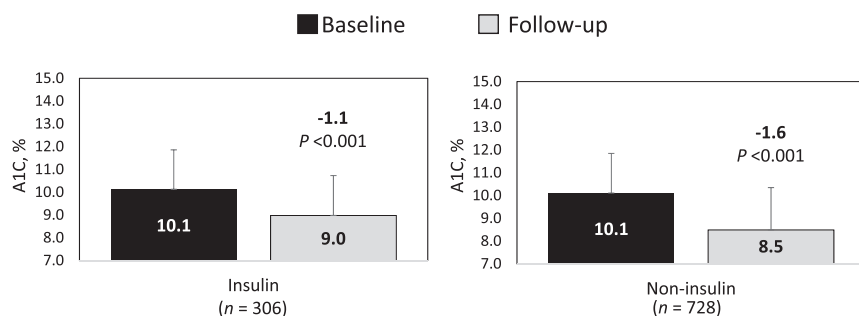 Baseline Follow-up
15.0
14.0
13.0
12.0
11.0
10.0
9.0
8.0
7.0
A1C, %
-1.1
P <0.001
10.1
9.0
Insulin
(n = 306)
15.0
14.0
13.0
12.0
11.0
10.0
9.0
8.0
7.0
A1C, %
-1.6
P <0.001
10.1
8.5
Non-insulin
(n = 728)